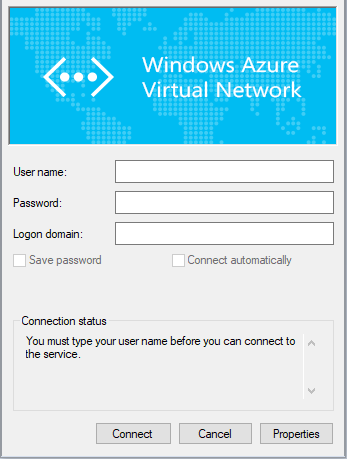 Windows Azure
Virtual Network
User name:
Password:
Logon domain:
Save password
Connect automatically
Connection status
You must type your user name before you can connect to
the service.
Connect
Cancel
Properties